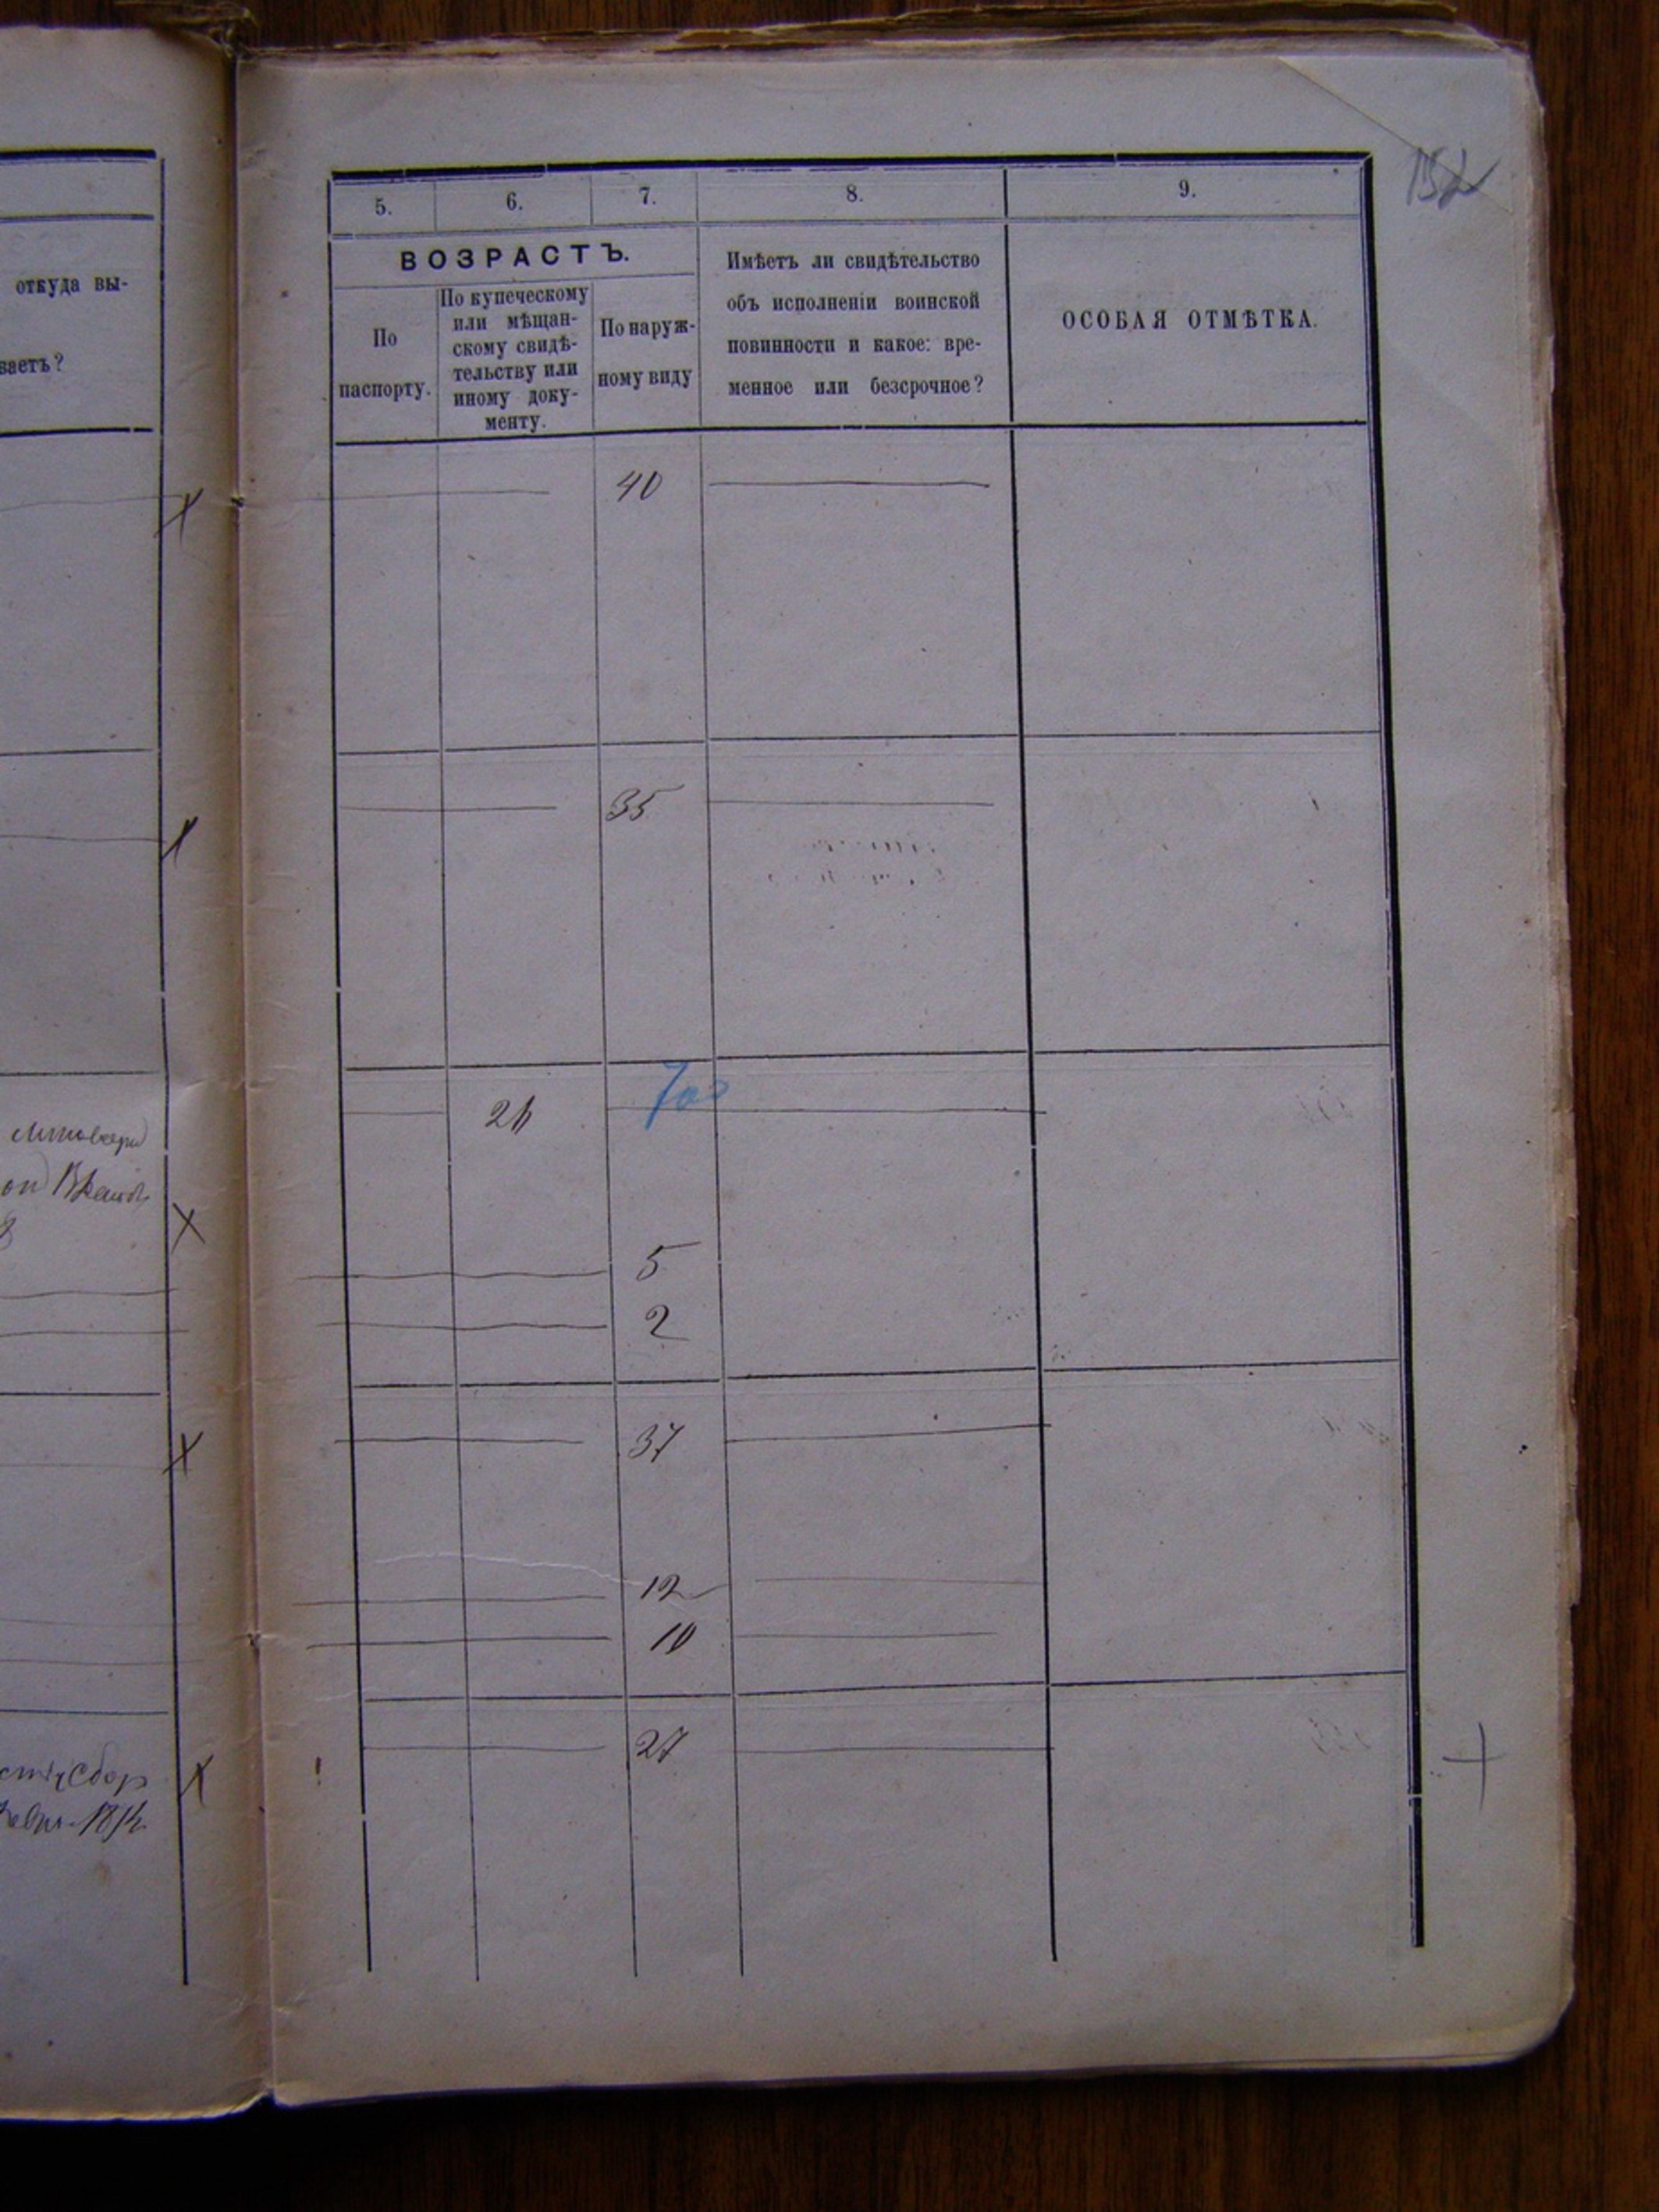 откуда вы-
ваетъ?
152
5. 6. 7. 8. 9.
ВОЗРАСТЪ.
По
паспорту.
По купеческому
или мѣщан-
скому свидѣ-
тельству или
иному доку-
менту.
По наруж-
ному виду
Имѣетъ ли свидѣтельство
объ исполненіи воинской
повинности и какое: вре-
менное или безсрочное?
ОСОБАЯ ОТМѢТКА.
40
35
26
5
2
37
12
10
27